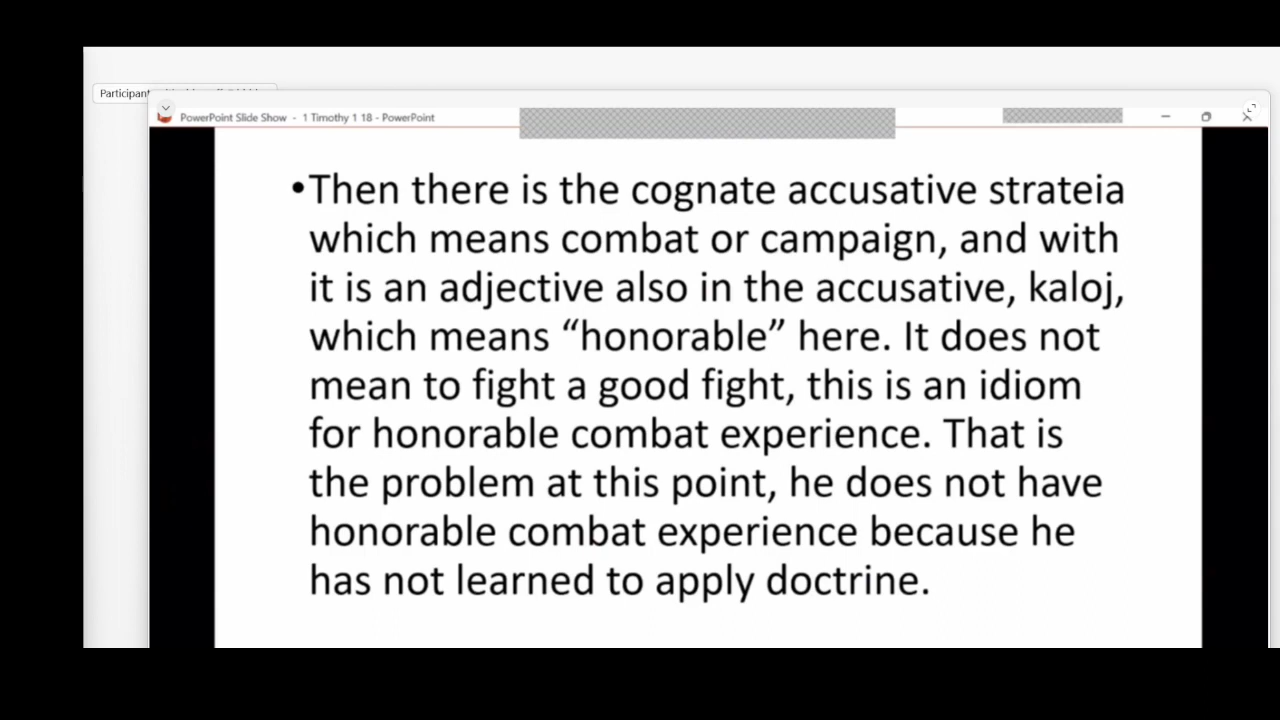 Participant
PowerPoint Slide Show - 1 Timothy 1 18 - PowerPoint
•Then there is the cognate accusative strateia
which means combat or campaign, and with
it is an adjective also in the accusative, kaloj,
which means “honorable” here. It does not
mean to fight a good fight, this is an idiom
for honorable combat experience. That is
the problem at this point, he does not have
honorable combat experience because he
has not learned to apply doctrine.